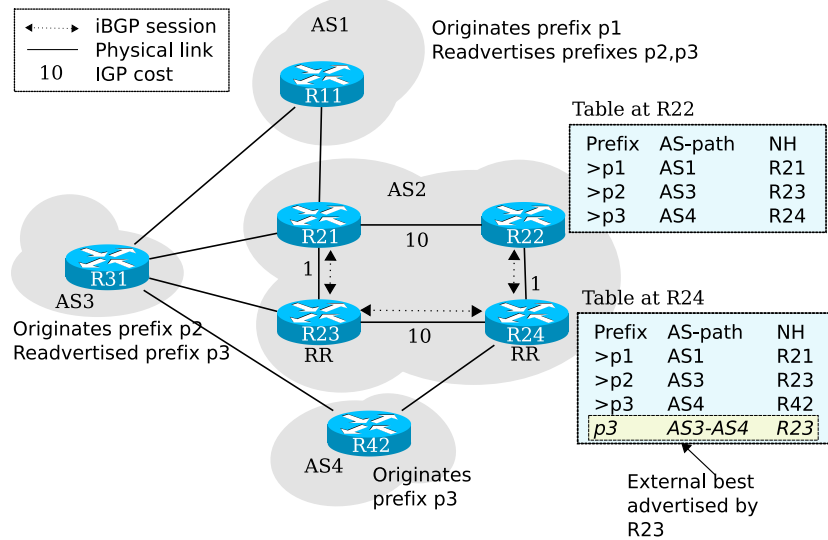 iBGP session
Physical link
10 IGP cost
AS1
Originates prefix p1
Readvertises prefixes p2,p3
R11
Table at R22
Prefix AS-path NH
>p1 AS1 R21
>p2 AS3 R23
>p3 AS4 R24
AS2
R21
10
R22
1
1
R31
AS3
Originates prefix p2
Readvertised prefix p3
R23
RR
10
R24
RR
Table at R24
Prefix AS-path NH
>p1 AS1 R21
>p2 AS3 R23
>p3 AS4 R42
p3 AS3-AS4 R23
External best
advertised by
R23
R42
AS4
Originates
prefix p3